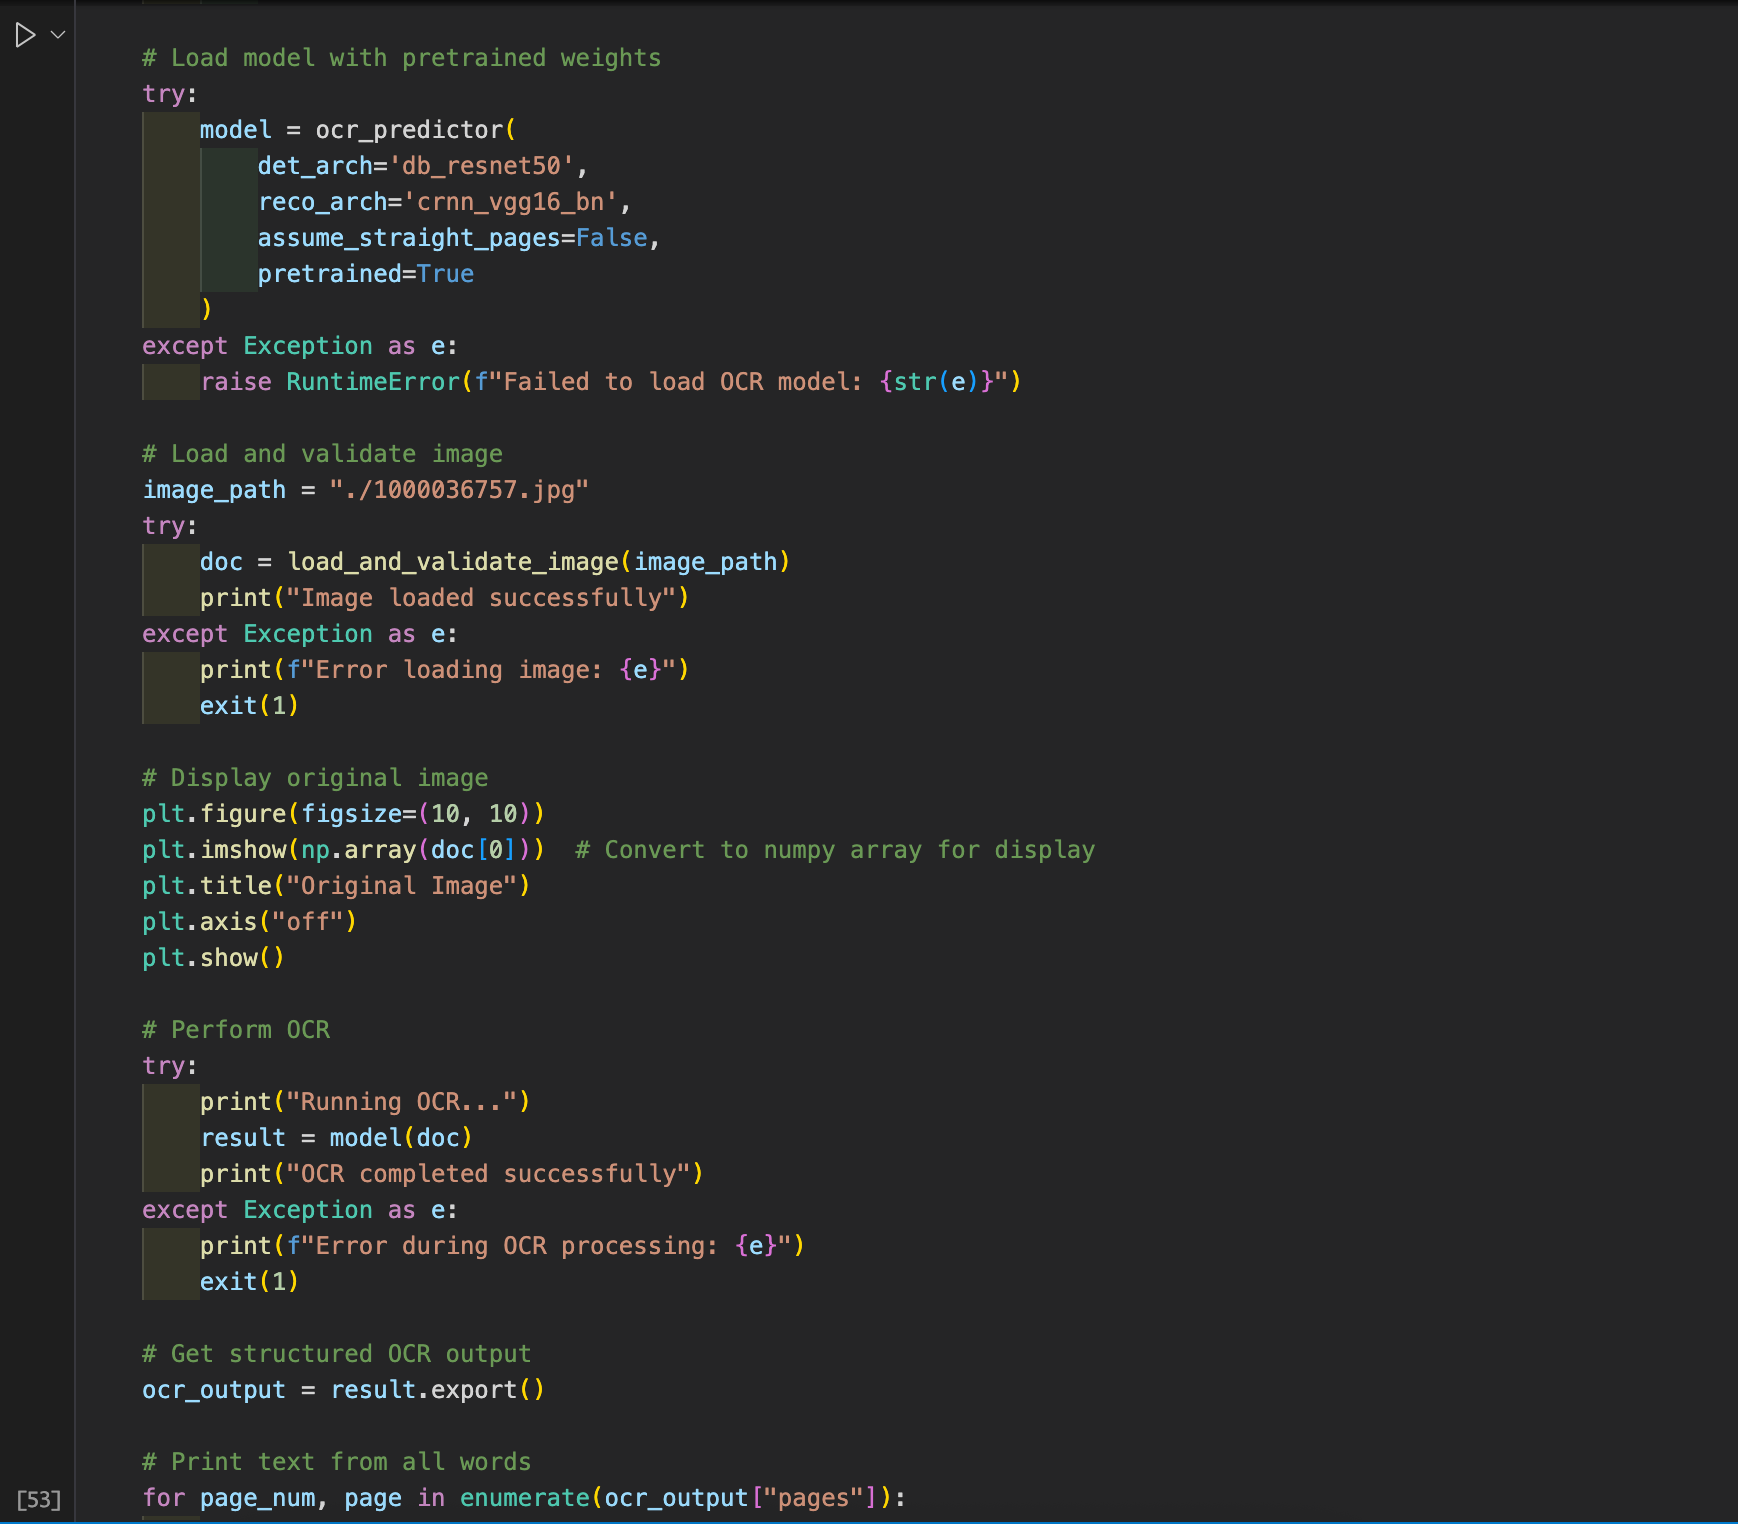 # Load model with pretrained weights
try:
    model = ocr_predictor(
        det_arch='db_resnet50',
        reco_arch='crnn_vgg16_bn',
        assume_straight_pages=False,
        pretrained=True
    )
except Exception as e:
    raise RuntimeError(f"Failed to load OCR model: {str(e)}")

# Load and validate image
image_path = "./1000036757.jpg"
try:
    doc = load_and_validate_image(image_path)
    print("Image loaded successfully")
except Exception as e:
    print(f"Error loading image: {e}")
    exit(1)

# Display original image
plt.figure(figsize=(10, 10))
plt.imshow(np.array(doc[0]))  # Convert to numpy array for display
plt.title("Original Image")
plt.axis("off")
plt.show()

# Perform OCR
try:
    print("Running OCR...")
    result = model(doc)
    print("OCR completed successfully")
except Exception as e:
    print(f"Error during OCR processing: {e}")
    exit(1)

# Get structured OCR output
ocr_output = result.export()

# Print text from all words
[53] for page_num, page in enumerate(ocr_output["pages"]):